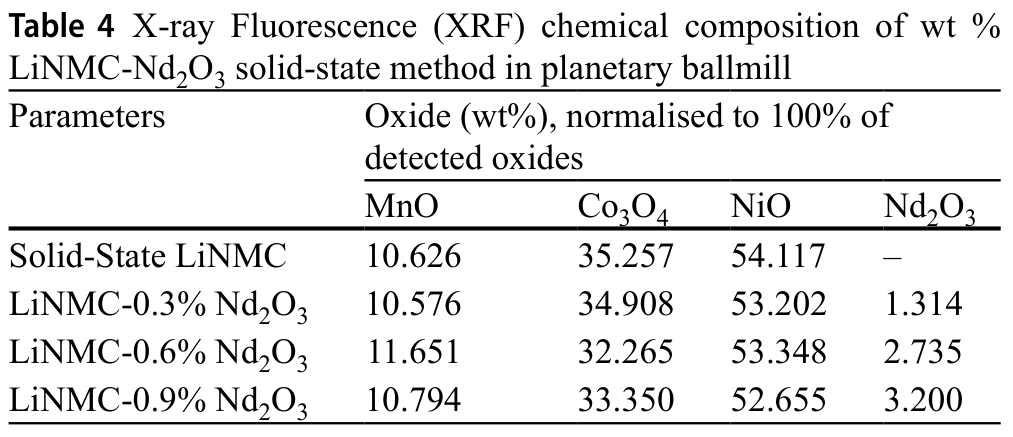 Table 4 X-ray Fluorescence (XRF) chemical composition of wt %
LiNMC-Nd₂O₃ solid-state method in planetary ballmill
Parameters Oxide (wt%), normalised to 100% of
detected oxides
MnO Co₃O₄ NiO Nd₂O₃
Solid-State LiNMC 10.626 35.257 54.117 –
LiNMC-0.3% Nd₂O₃ 10.576 34.908 53.202 1.314
LiNMC-0.6% Nd₂O₃ 11.651 32.265 53.348 2.735
LiNMC-0.9% Nd₂O₃ 10.794 33.350 52.655 3.200